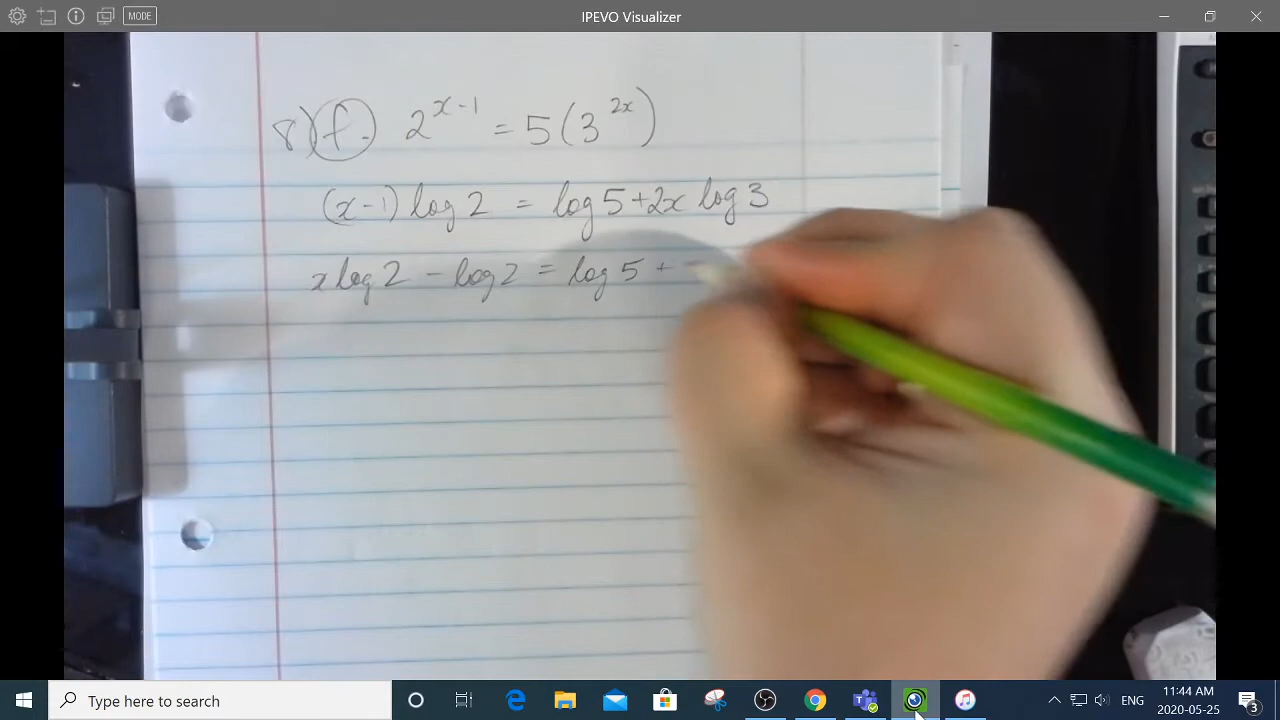 MODE
IPEVO Visualizer
8) f. 2^{x-1} = 5(3^{2x})
(x-1) log 2 = log 5 + 2x log 3
x log 2 - log 2 = log 5 +
Type here to search
ENG
11:44 AM
2020-05-25
3